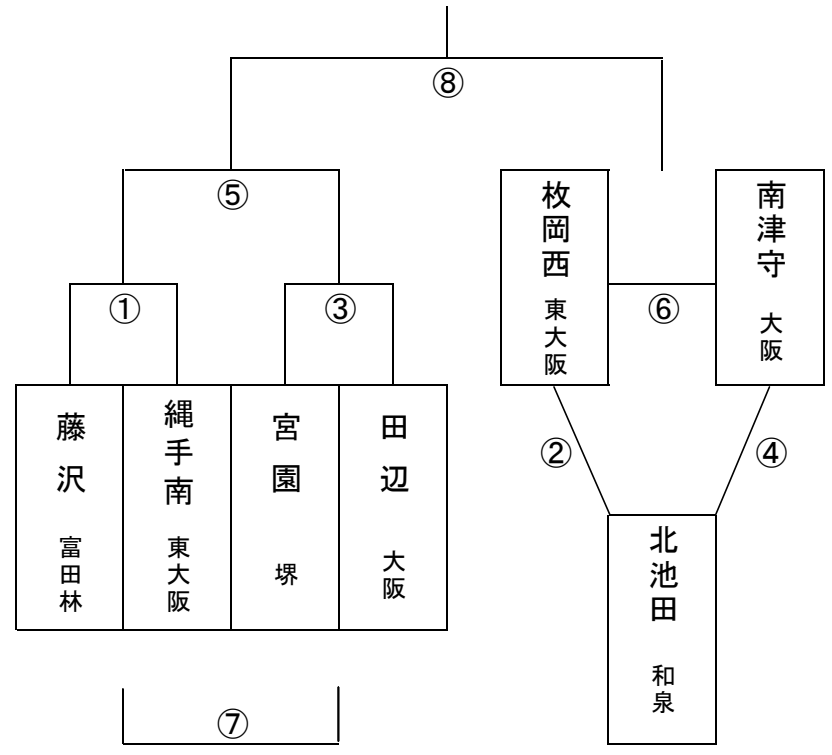 ⑧
⑤
枚岡西 東大阪
南津守 大阪
①
③
⑥
藤沢 富田林
縄手南 東大阪
宮園 堺
田辺 大阪
②
④
北池田 和泉
⑦